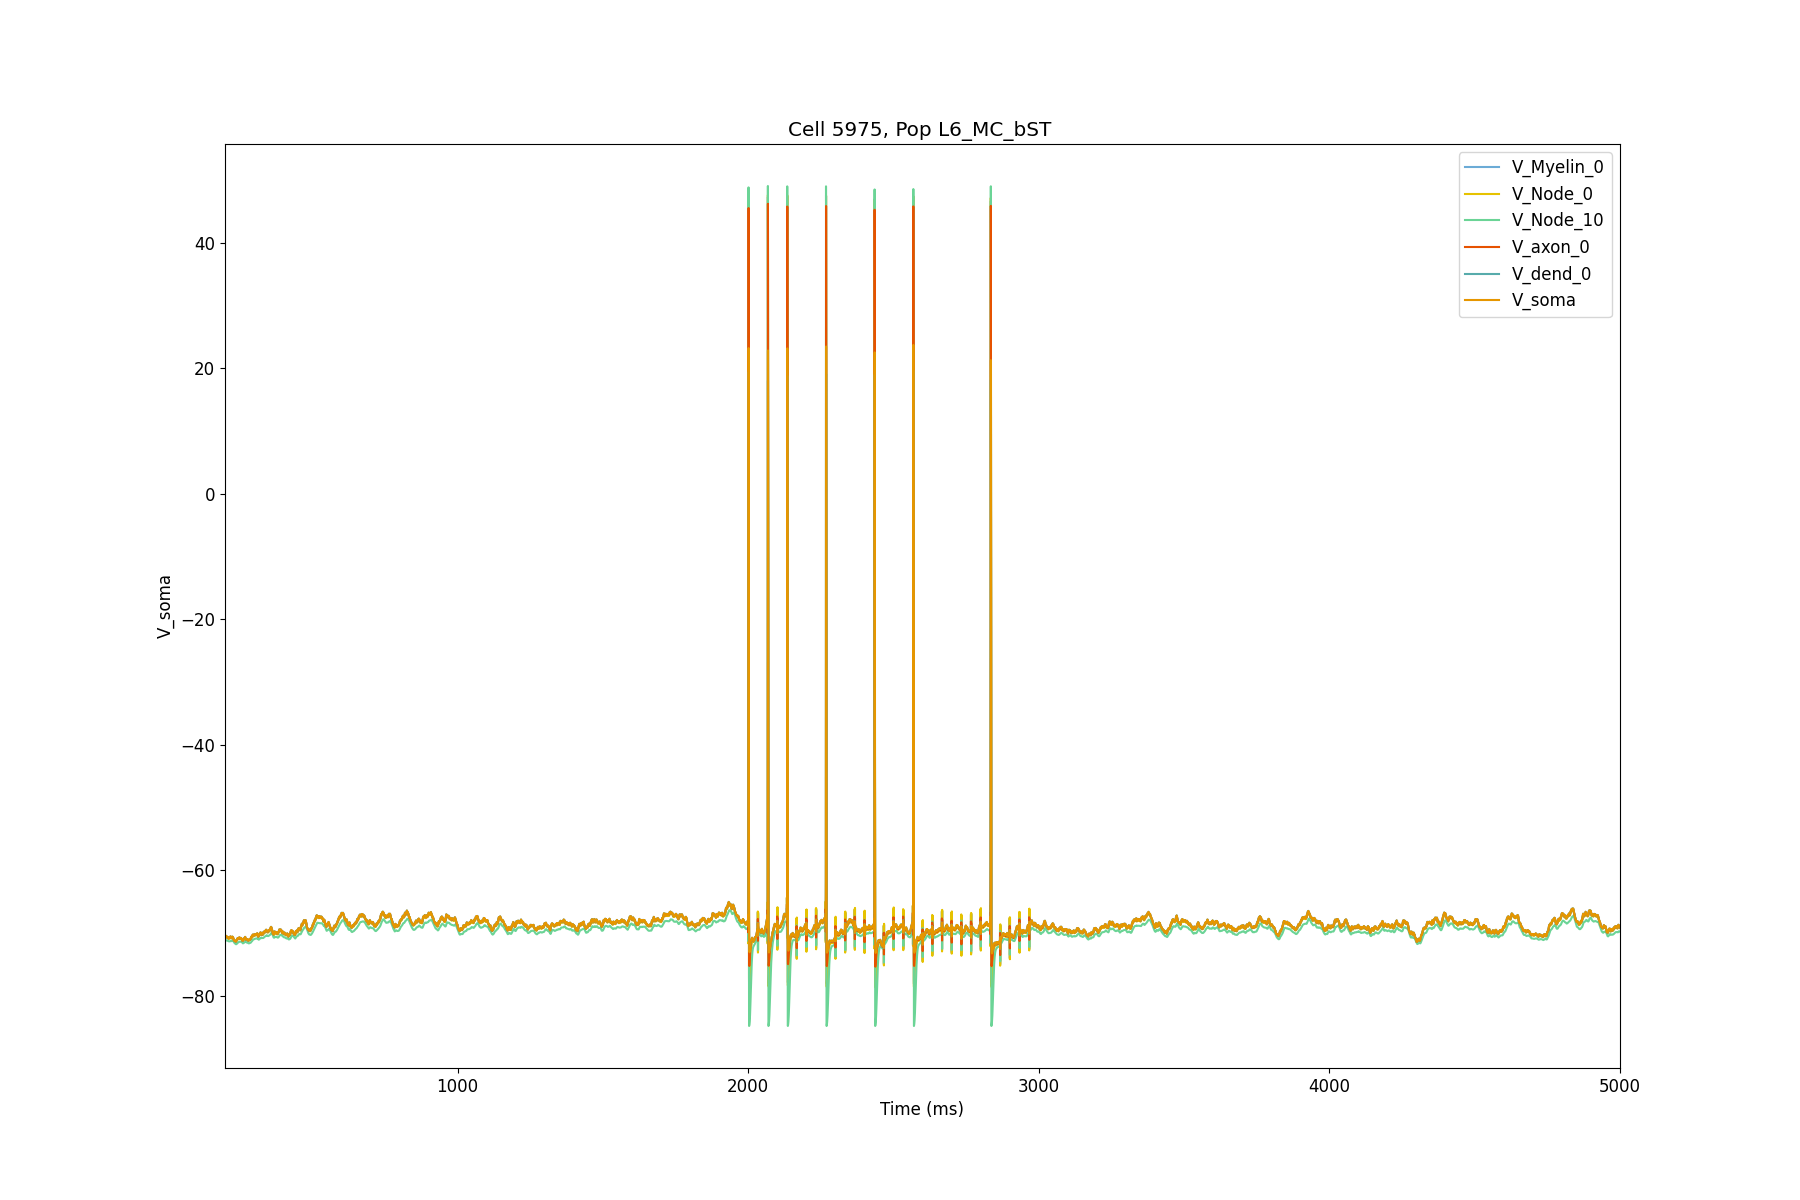 Cell 5975, Pop L6_MC_bST
V_Myelin_0
V_Node_0
V_Node_10
V_axon_0
V_dend_0
V_soma
40
20
0
−20
−40
−60
−80
V_soma
1000
2000
3000
4000
5000
Time (ms)